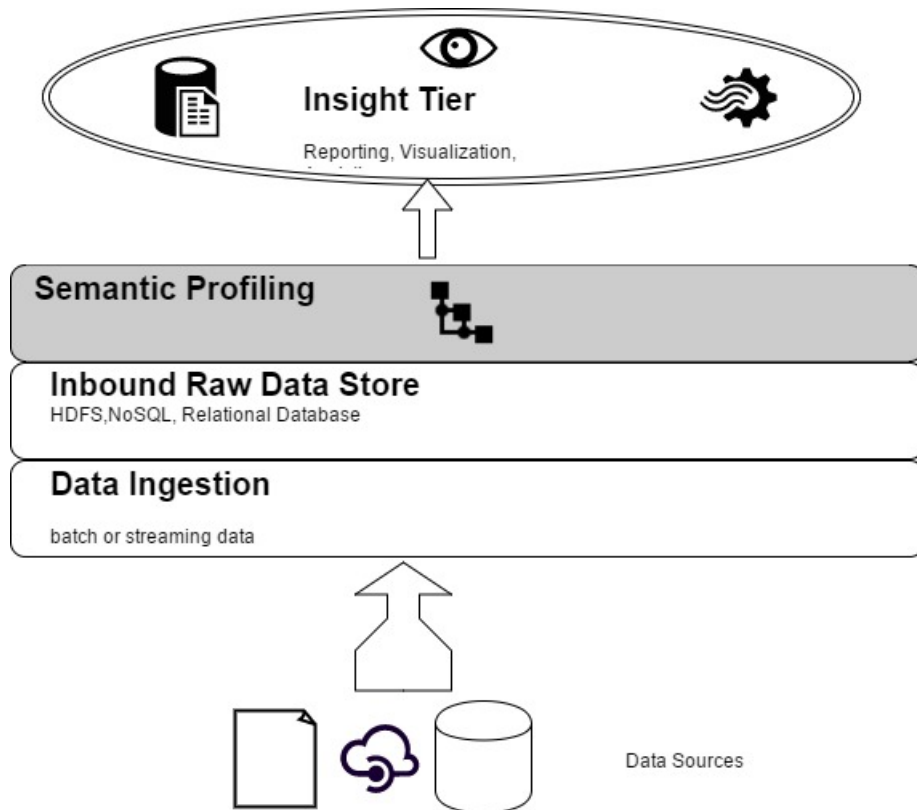 Insight Tier
Reporting, Visualization,
Semantic Profiling
Inbound Raw Data Store
HDFS,NoSQL, Relational Database
Data Ingestion
batch or streaming data
Data Sources